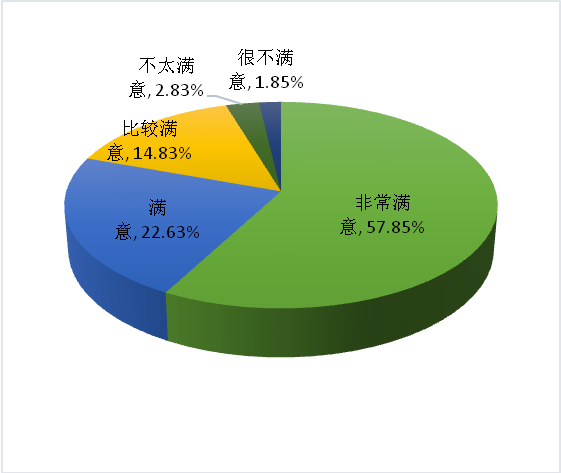 很不满
意, 1.85%
不太满
意, 2.83%
比较满
意, 14.83%
非常满
意, 57.85%
满
意, 22.63%